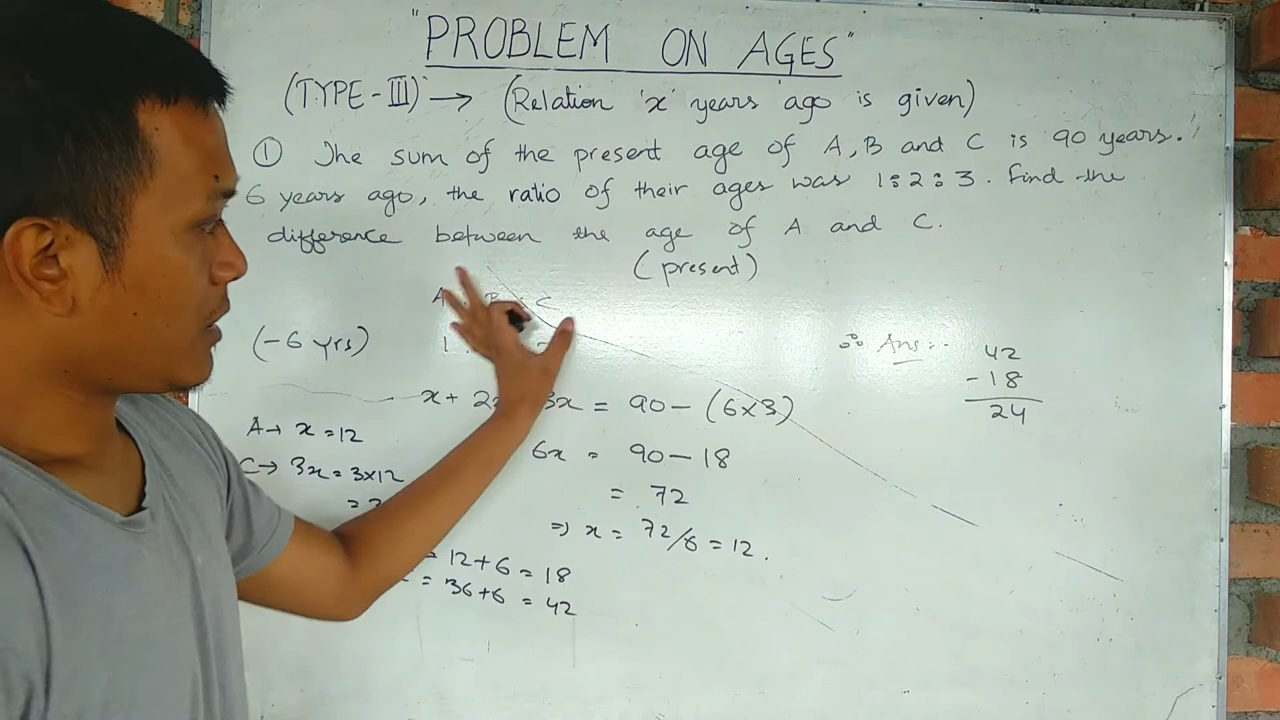 "PROBLEM ON AGES"
(TYPE-III) → (Relation 'x' years ago is given)
① The sum of the present age of A, B and C is 90 years.
6 years ago, the ratio of their ages was 1:2:3. Find the
difference between the age of A and C.
(present)
A B : C
(-6 yrs) 1 :
∴ Ans:-
42
- 18
24
x + 3x = 90 - (6×3)
A → x = 12
6x = 90 - 18
C → 3x = 3×12
= 72
⇒ x = 72/6 = 12.
= 12 + 6 = 18
= 36 + 6 = 42